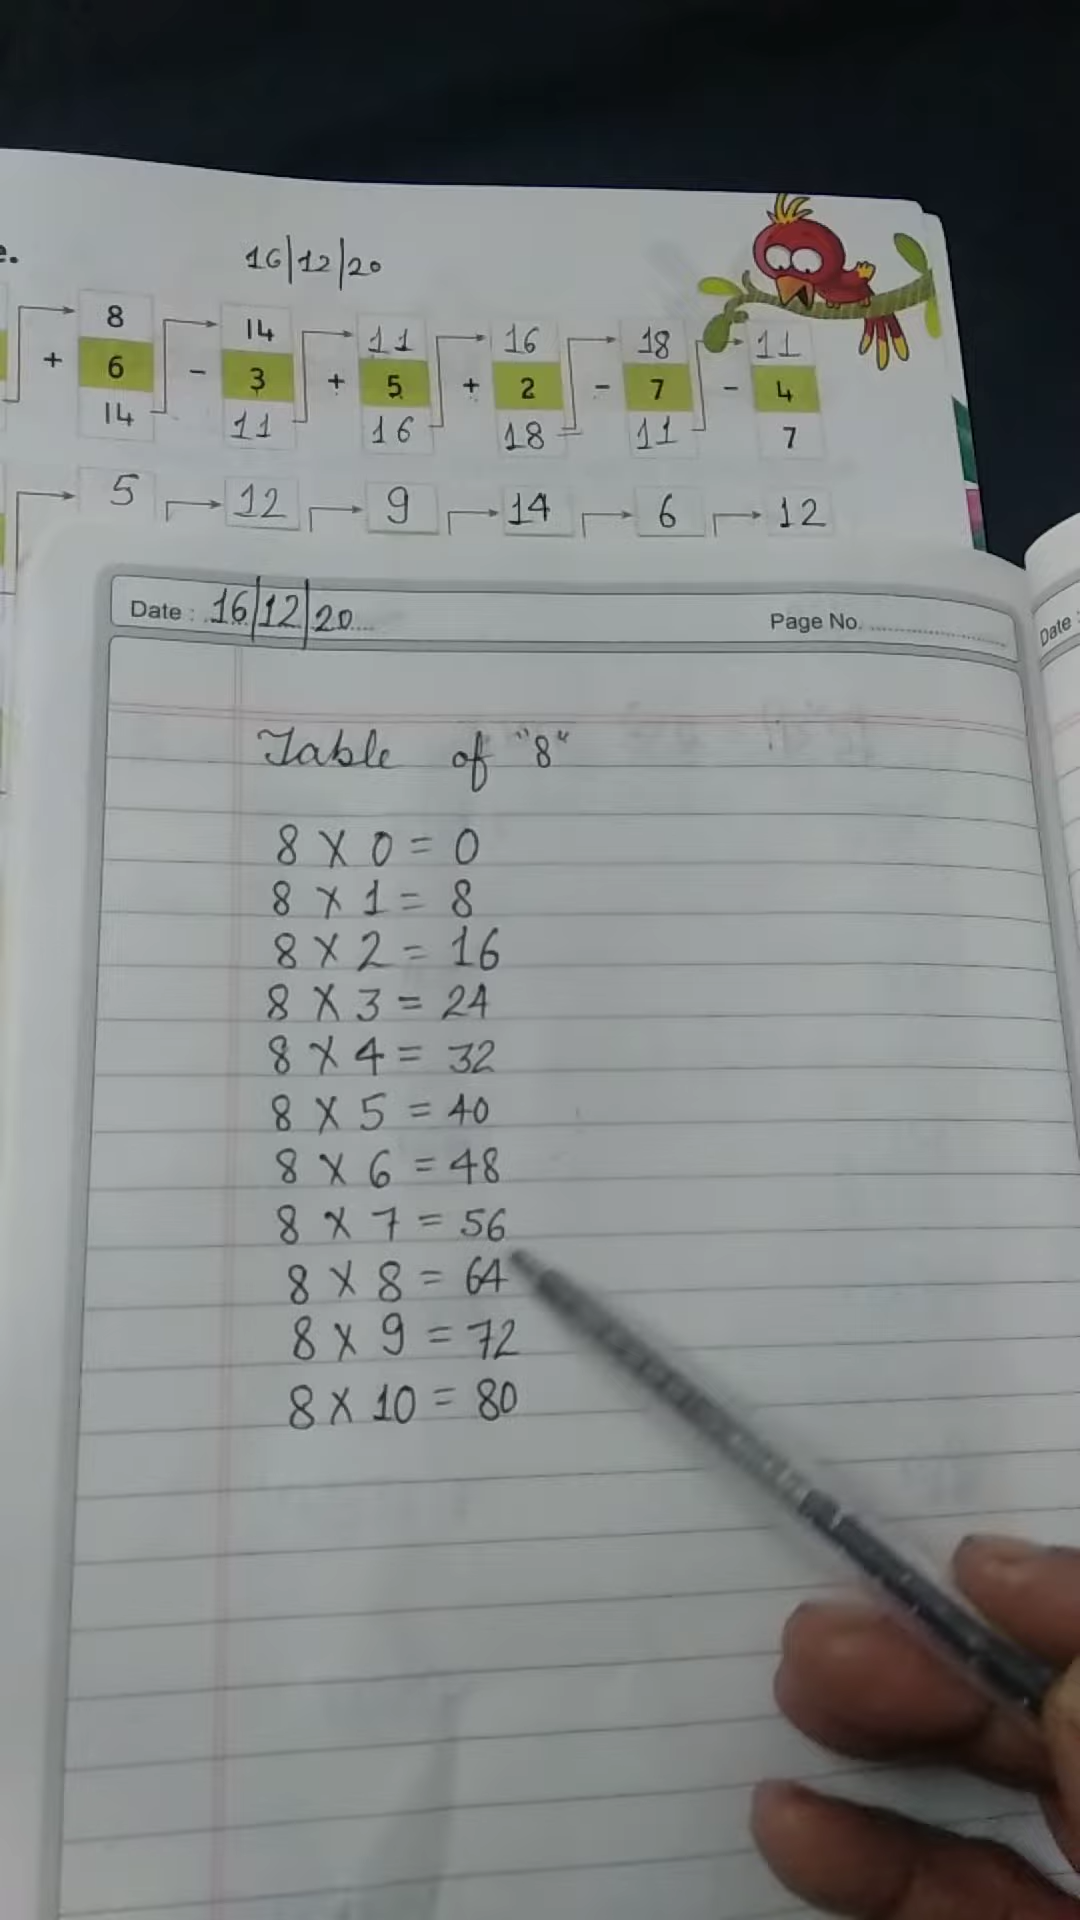 e.
16|12|20
8 14 11 16 18 11
+ 6 - 3 + 5 + 2 - 7 - 4
14 11 16 18 11 7
5 12 9 14 6 12
Date : 16|12|20 Page No.
Date :
Table of "8"
8 X 0 = 0
8 X 1 = 8
8 X 2 = 16
8 X 3 = 24
8 X 4 = 32
8 X 5 = 40
8 X 6 = 48
8 X 7 = 56
8 X 8 = 64
8 X 9 = 72
8 X 10 = 80